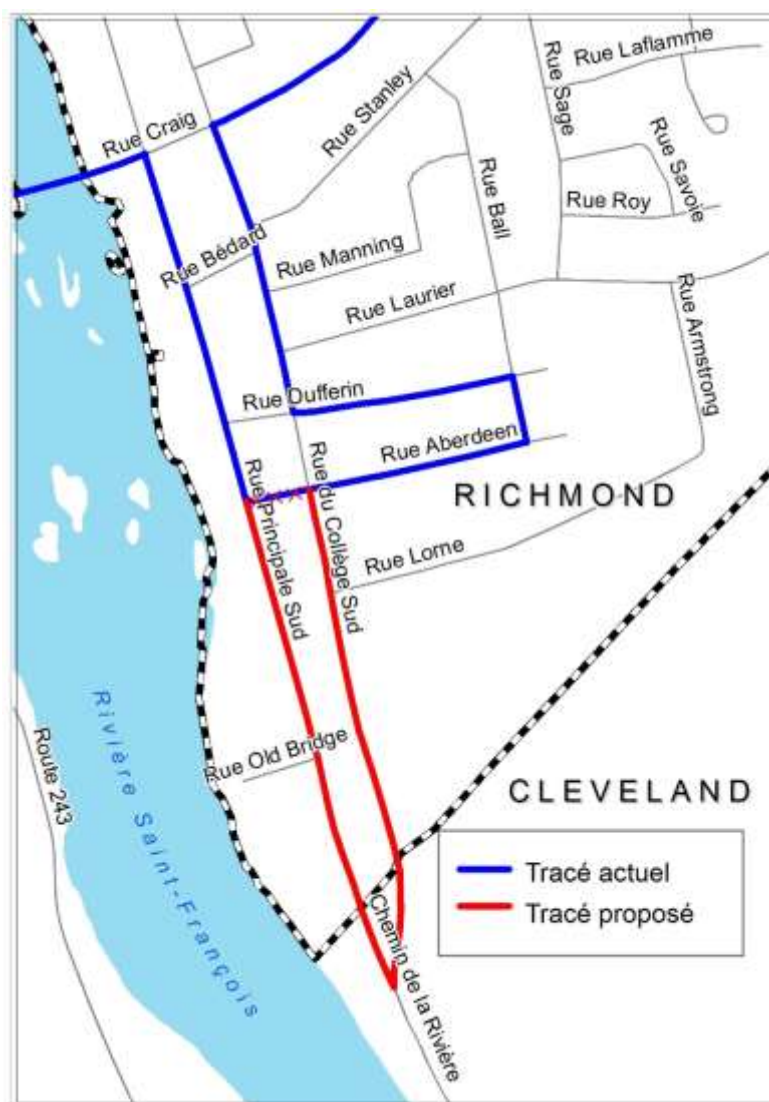 Rue Laflamme
Rue Sage
Rue Craig
Rue Stanley
Rue Savoie
Rue Ball
Rue Roy
Rue Bédard
Rue Manning
Rue Laurier
Rue Armstrong
Rue Dufferin
Rue Aberdeen
RICHMOND
Rue Principale Sud
Rue du Collège Sud
Rue Lorne
Rivière Saint-François
Route 243
Rue Old Bridge
CLEVELAND
Tracé actuel
Tracé proposé
Chemin de la Rivière